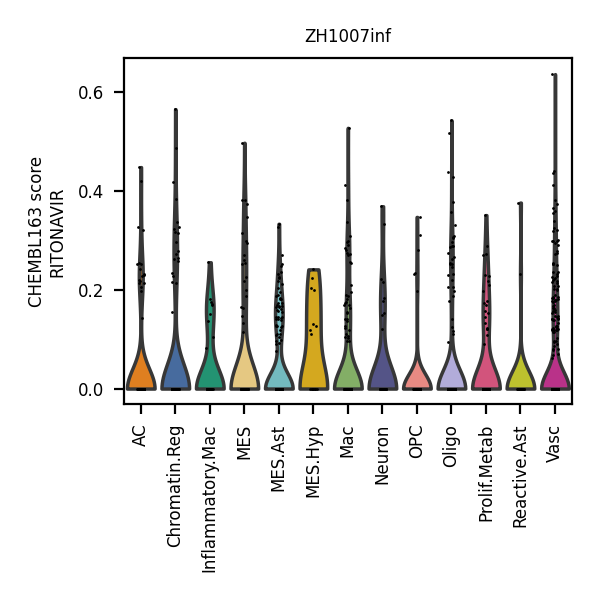 ZH1007inf
CHEMBL163 score
RITONAVIR
0.6
0.4
0.2
0.0
AC
Chromatin.Reg
Inflammatory.Mac
MES
MES.Ast
MES.Hyp
Mac
Neuron
OPC
Oligo
Prolif.Metab
Reactive.Ast
Vasc